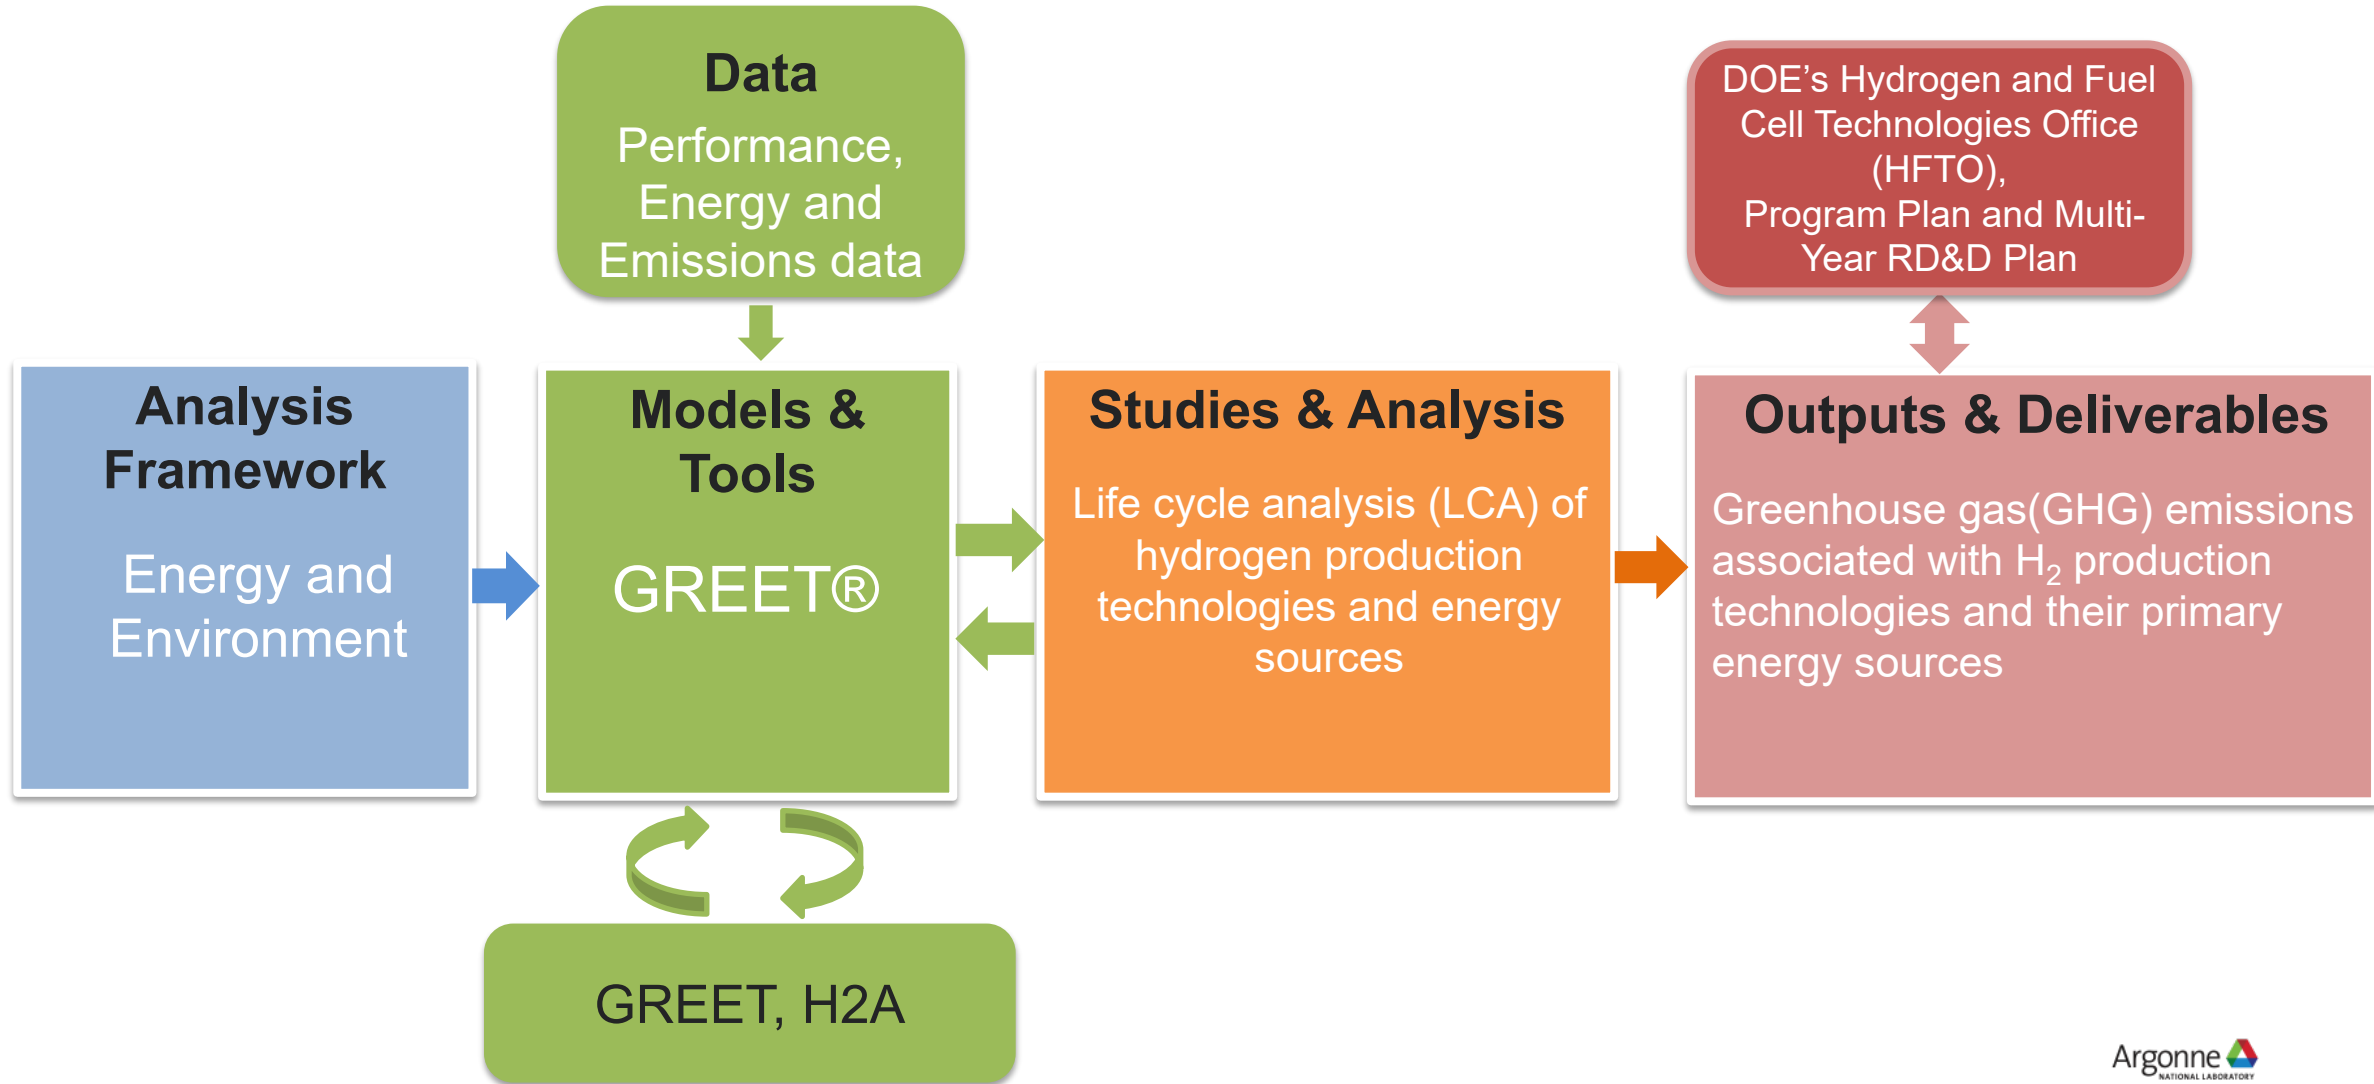 Data
Performance,
Energy and
Emissions data
DOE’s Hydrogen and Fuel
Cell Technologies Office
(HFTO),
Program Plan and Multi-
Year RD&D Plan
Analysis
Framework
Energy and
Environment
Models &
Tools
GREET®
Studies & Analysis
Life cycle analysis (LCA) of
hydrogen production
technologies and energy
sources
Outputs & Deliverables
Greenhouse gas(GHG) emissions
associated with H₂ production
technologies and their primary
energy sources
GREET, H2A
Argonne
NATIONAL LABORATORY